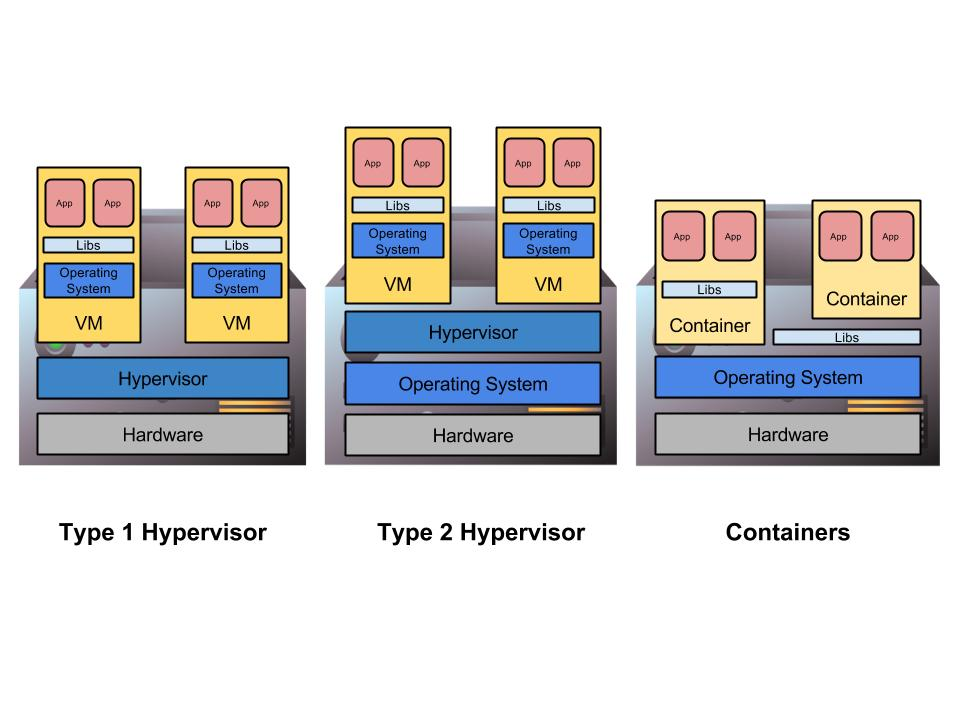 App App
Libs
Operating
System
VM
App App
Libs
Operating
System
VM
Hypervisor
Hardware
Type 1 Hypervisor
App App
Libs
Operating
System
VM
App App
Libs
Operating
System
VM
Hypervisor
Operating System
Hardware
Type 2 Hypervisor
App App
Libs
Container
App App
Container
Libs
Operating System
Hardware
Containers